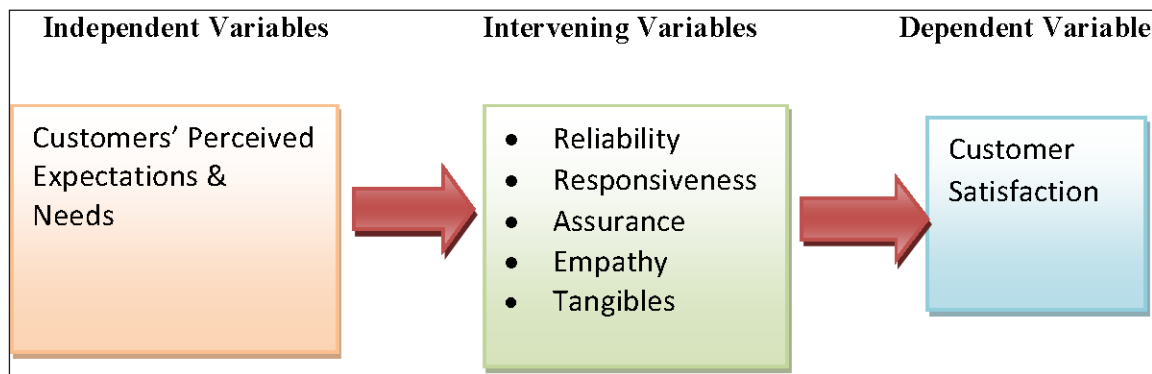 Independent Variables
Intervening Variables
Dependent Variable
Customers' Perceived
Expectations &
Needs
• Reliability
• Responsiveness
• Assurance
• Empathy
• Tangibles
Customer
Satisfaction